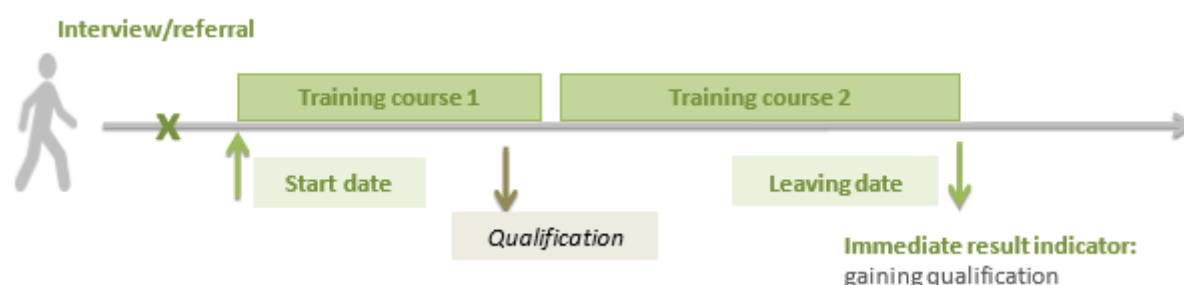 Interview/referral
Training course 1
Training course 2
X
Start date
Leaving date
Qualification
Immediate result indicator:
gaining qualification